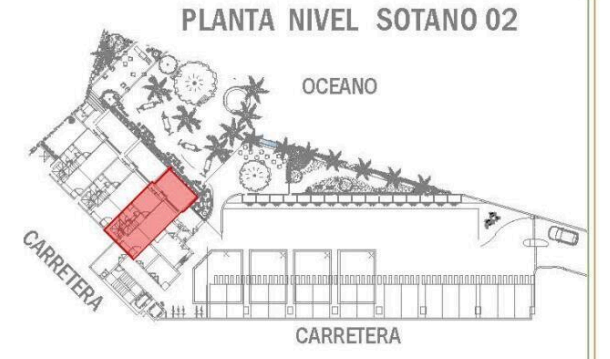 PLANTA NIVEL SOTANO 02
OCEANO
CARRETERA
CARRETERA